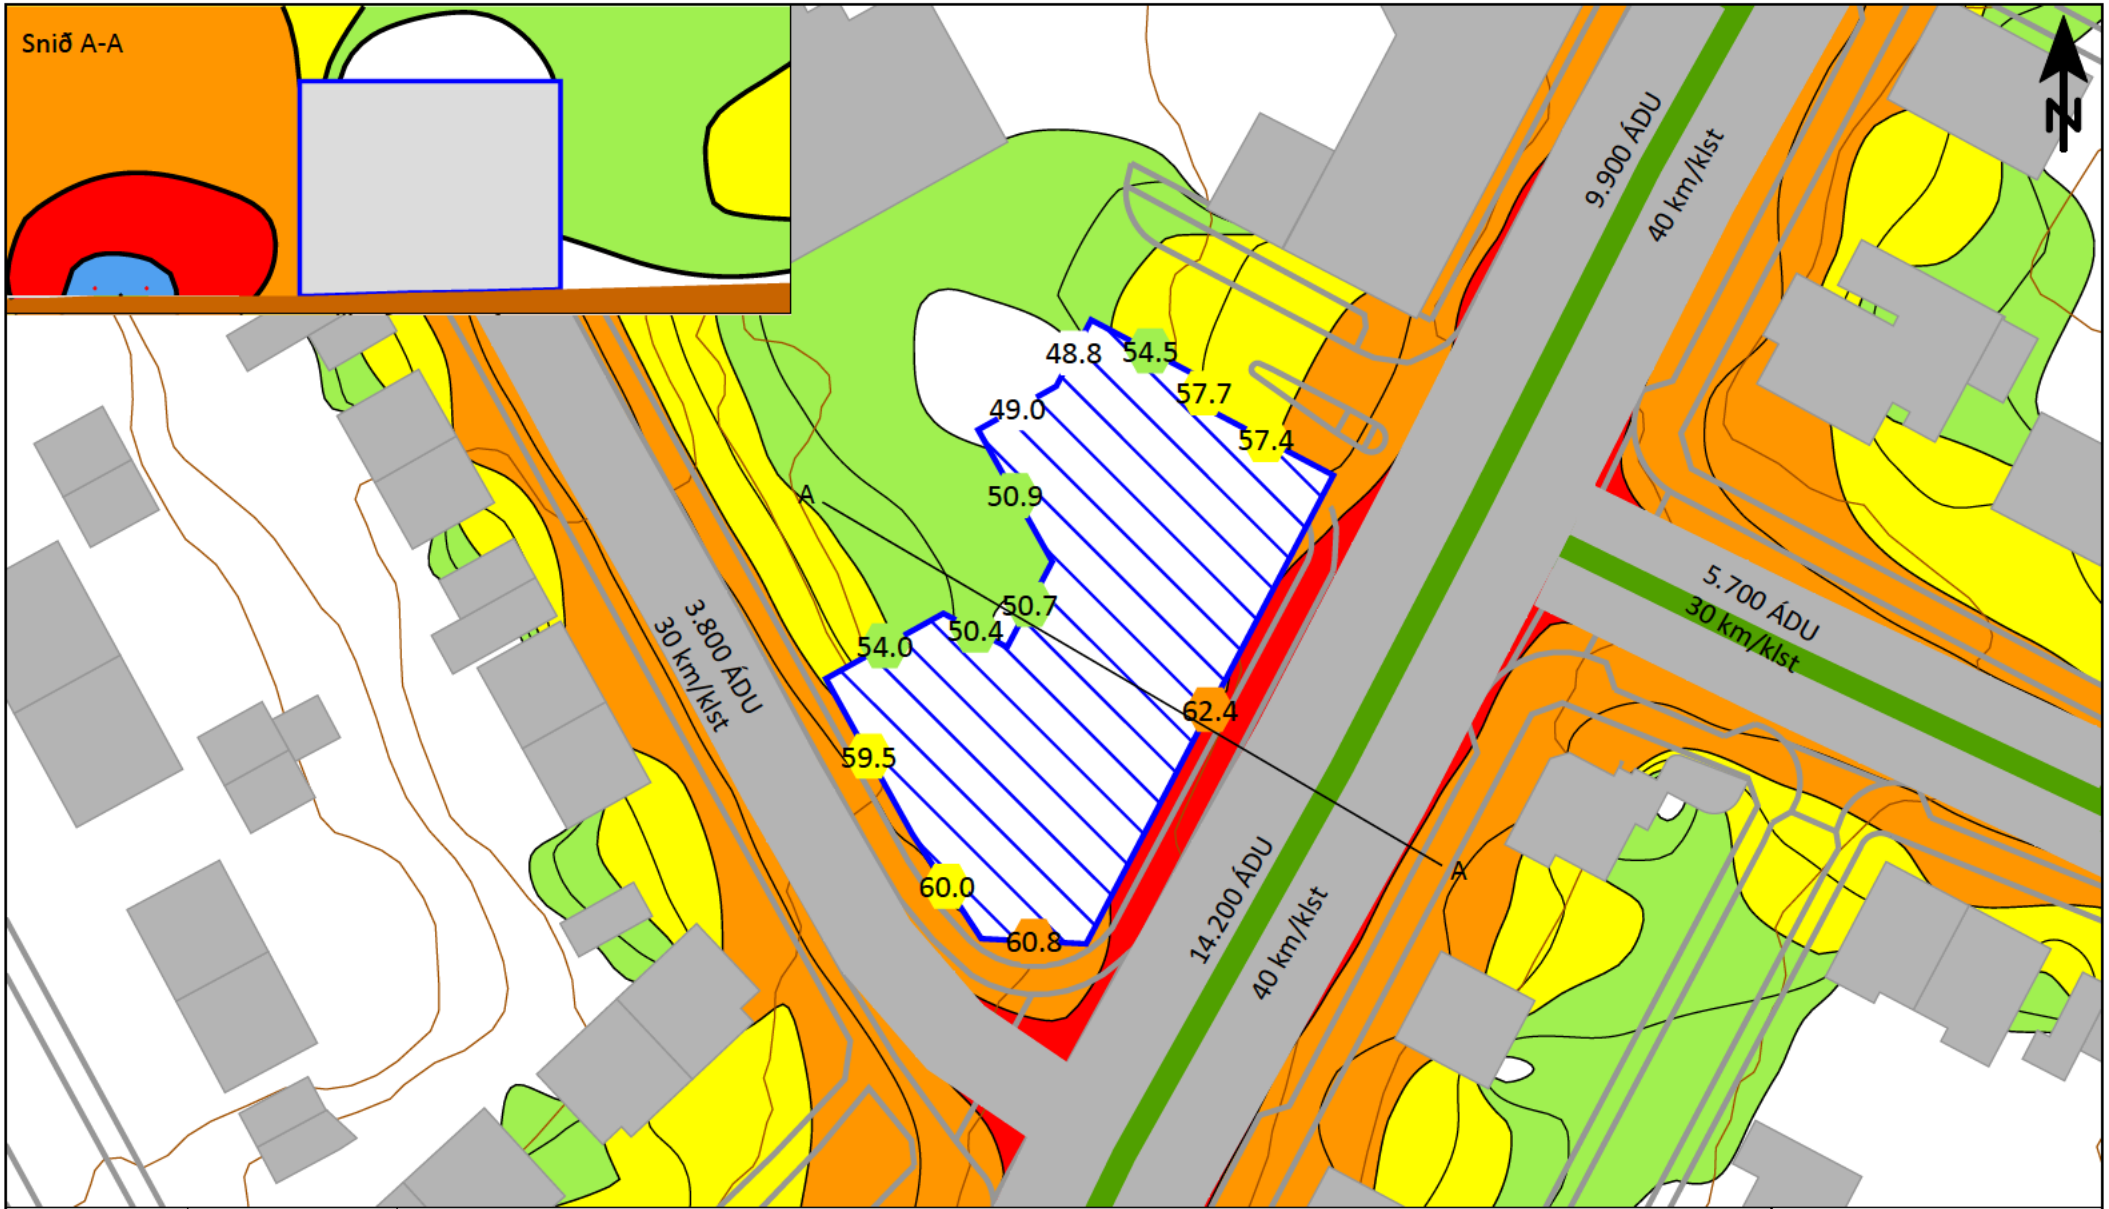 Snið A-A
N
9.900 ÁDU
40 km/klst
48.8
54.5
57.7
49.0
57.4
A
50.9
5.700 ÁDU
30 km/klst
3.800 ÁDU
30 km/klst
50.7
50.4
54.0
62.4
59.5
14.200 ÁDU
40 km/klst
A
60.0
60.8